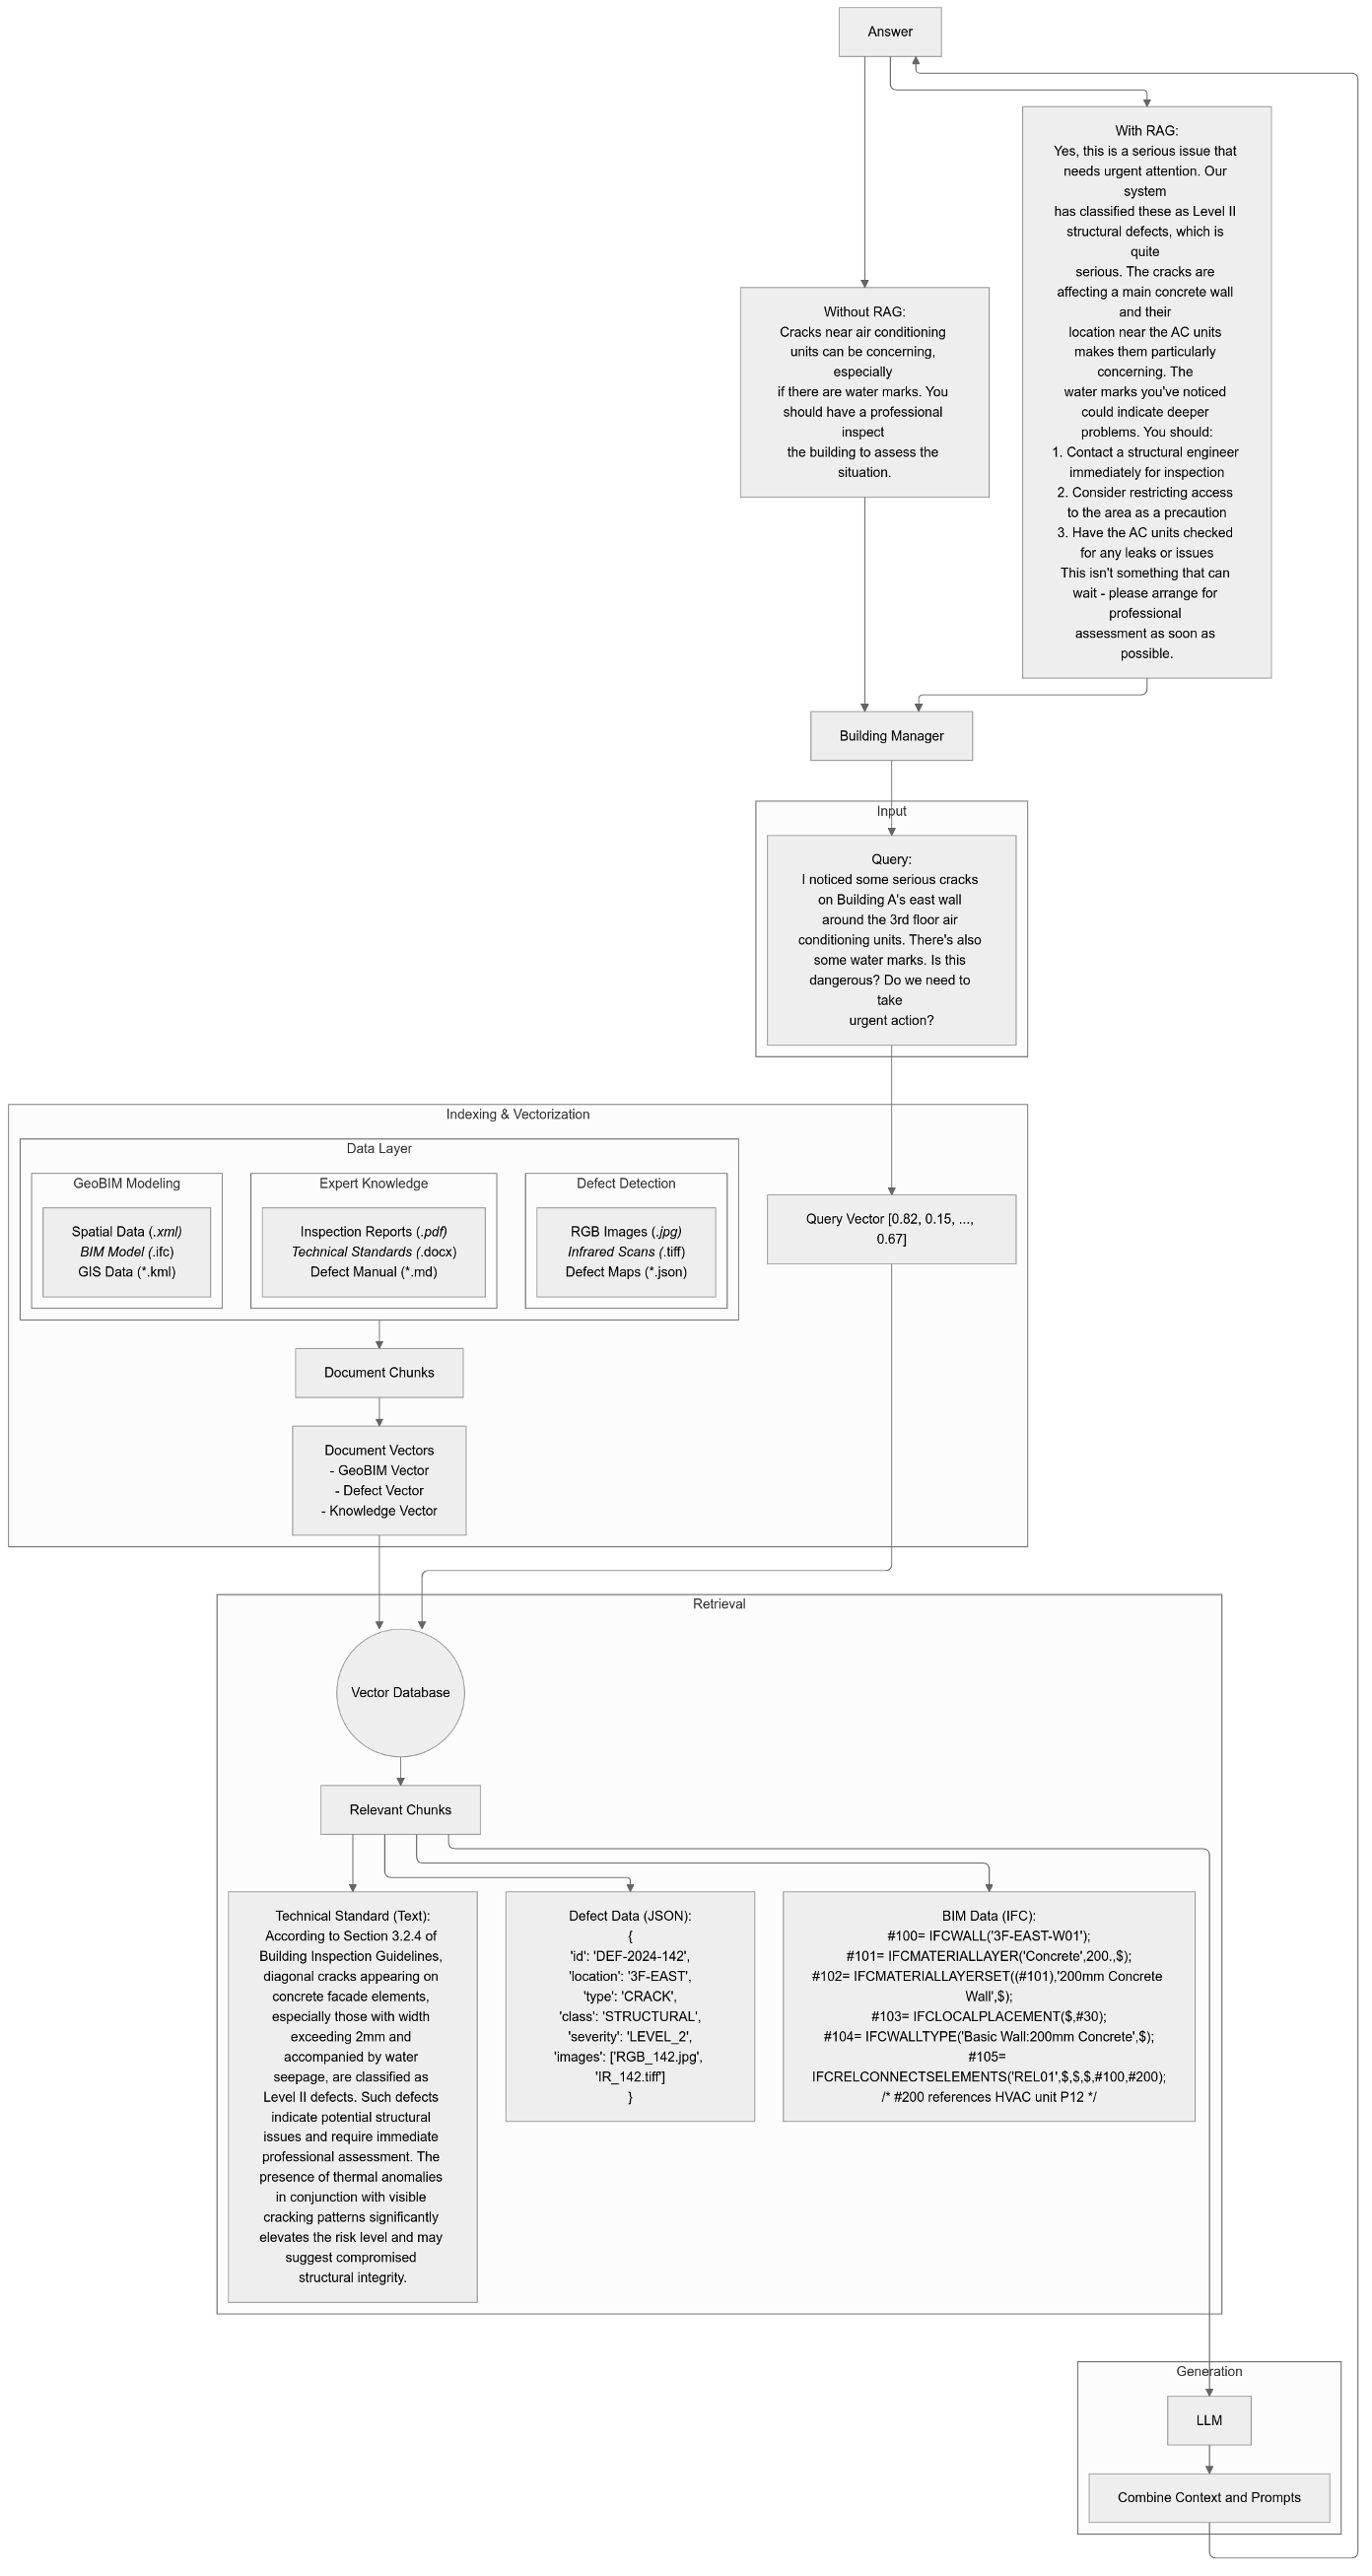 Answer
With RAG:
Yes, this is a serious issue that
needs urgent attention. Our
system
has classified these as Level II
structural defects, which is
quite
serious. The cracks are
affecting a main concrete wall
and their
location near the AC units
makes them particularly
concerning. The
water marks you've noticed
could indicate deeper
problems. You should:
1. Contact a structural engineer
immediately for inspection
2. Consider restricting access
to the area as a precaution
3. Have the AC units checked
for any leaks or issues
This isn't something that can
wait - please arrange for
professional
assessment as soon as
possible.
Without RAG:
Cracks near air conditioning
units can be concerning,
especially
if there are water marks. You
should have a professional
inspect
the building to assess the
situation.
Building Manager
Input
Query:
I noticed some serious cracks
on Building A's east wall
around the 3rd floor air
conditioning units. There's also
some water marks. Is this
dangerous? Do we need to
take
urgent action?
Indexing & Vectorization
Data Layer
GeoBIM Modeling
Spatial Data (.xml)
BIM Model (.ifc)
GIS Data (*.kml)
Expert Knowledge
Inspection Reports (.pdf)
Technical Standards (.docx)
Defect Manual (*.md)
Defect Detection
RGB Images (.jpg)
Infrared Scans (.tiff)
Defect Maps (*.json)
Query Vector [0.82, 0.15, ...,
0.67]
Document Chunks
Document Vectors
- GeoBIM Vector
- Defect Vector
- Knowledge Vector
Retrieval
Vector Database
Relevant Chunks
Technical Standard (Text):
According to Section 3.2.4 of
Building Inspection Guidelines,
diagonal cracks appearing on
concrete facade elements,
especially those with width
exceeding 2mm and
accompanied by water
seepage, are classified as
Level II defects. Such defects
indicate potential structural
issues and require immediate
professional assessment. The
presence of thermal anomalies
in conjunction with visible
cracking patterns significantly
elevates the risk level and may
suggest compromised
structural integrity.
Defect Data (JSON):
{
'id': 'DEF-2024-142',
'location': '3F-EAST',
'type': 'CRACK',
'class': 'STRUCTURAL',
'severity': 'LEVEL_2',
'images': ['RGB_142.jpg',
'IR_142.tiff']
}
BIM Data (IFC):
#100= IFCWALL('3F-EAST-W01');
#101= IFCMATERIALLAYER('Concrete',200.,$);
#102= IFCMATERIALLAYERSET((#101),'200mm Concrete
Wall',$);
#103= IFCLOCALPLACEMENT($,#30);
#104= IFCWALLTYPE('Basic Wall:200mm Concrete',$);
#105=
IFCRELCONNECTSELEMENTS('REL01',$,$,$,#100,#200);
/* #200 references HVAC unit P12 */
Generation
LLM
Combine Context and Prompts